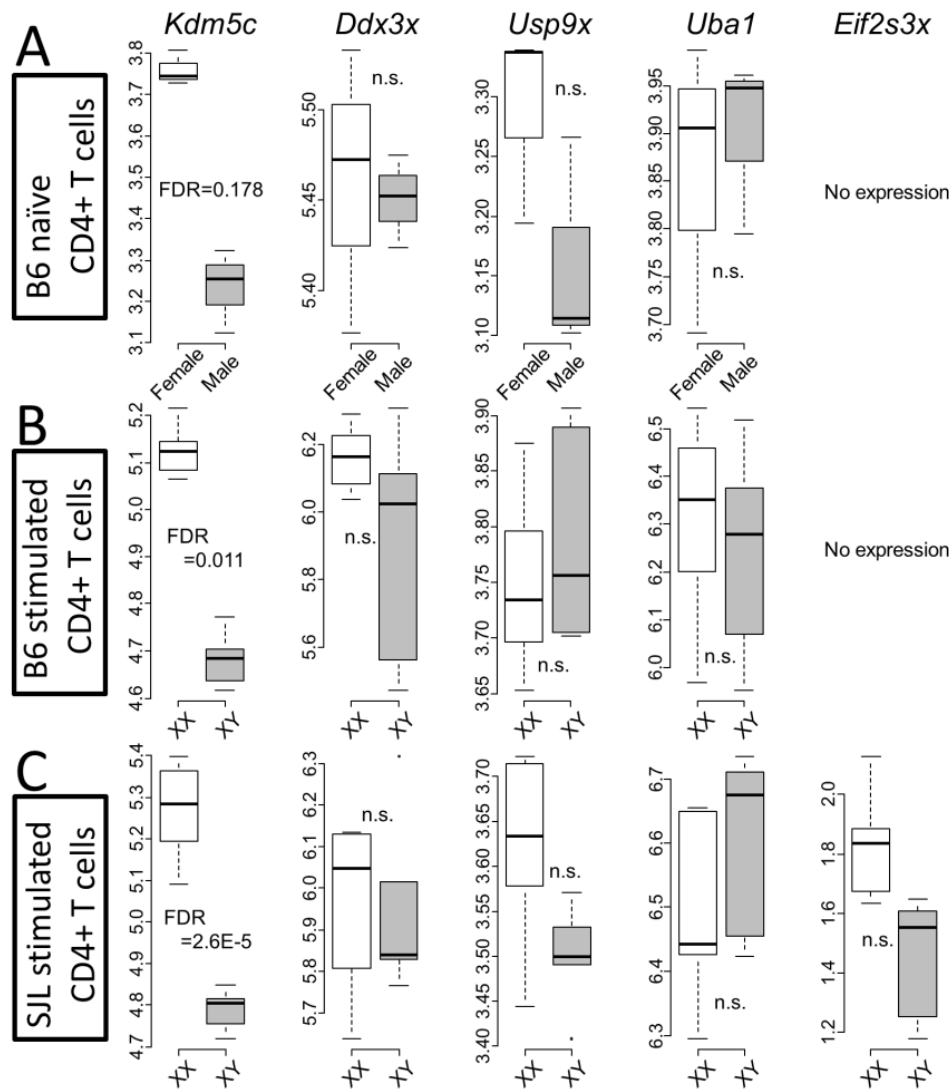 Kdm5c Ddx3x Usp9x Uba1 Eif2s3x
A
B6 naïve
CD4+ T cells
3.1 3.2 3.3 3.4 3.5 3.6 3.7 3.8
FDR=0.178
Female Male
5.40 5.45 5.50
n.s.
Female Male
3.10 3.15 3.20 3.25 3.30
n.s.
Female Male
3.70 3.75 3.80 3.85 3.90 3.95
n.s.
Female Male
No expression
B
B6 stimulated
CD4+ T cells
4.6 4.7 4.8 4.9 5.0 5.1 5.2
FDR
=0.011
XX XY
5.6 5.8 6.0 6.2
n.s.
XX XY
3.65 3.70 3.75 3.80 3.85 3.90
n.s.
XX XY
6.0 6.1 6.2 6.3 6.4 6.5
n.s.
XX XY
No expression
C
SJL stimulated
CD4+ T cells
4.7 4.8 4.9 5.0 5.1 5.2 5.3 5.4
FDR
=2.6E-5
XX XY
5.7 5.8 5.9 6.0 6.1 6.2 6.3
n.s.
XX XY
3.40 3.45 3.50 3.55 3.60 3.65 3.70
n.s.
XX XY
6.3 6.4 6.5 6.6 6.7
n.s.
XX XY
1.2 1.4 1.6 1.8 2.0
n.s.
XX XY